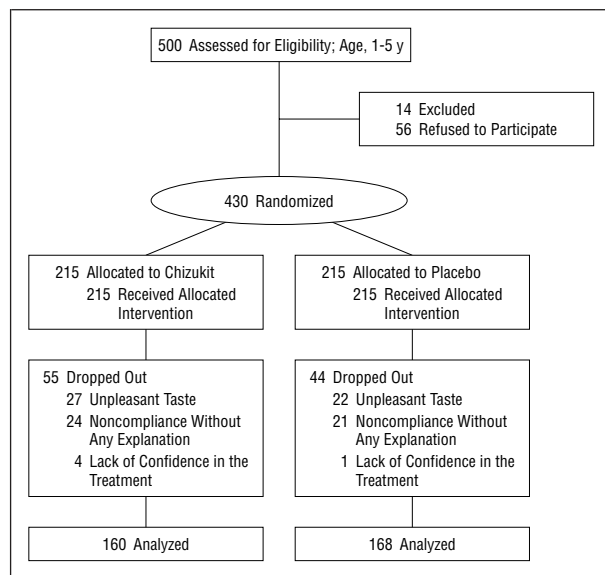 500 Assessed for Eligibility; Age, 1-5 y
14 Excluded
56 Refused to Participate
430 Randomized
215 Allocated to Chizukit
215 Received Allocated
Intervention
215 Allocated to Placebo
215 Received Allocated
Intervention
55 Dropped Out
27 Unpleasant Taste
24 Noncompliance Without
Any Explanation
4 Lack of Confidence in the
Treatment
44 Dropped Out
22 Unpleasant Taste
21 Noncompliance Without
Any Explanation
1 Lack of Confidence in the
Treatment
160 Analyzed
168 Analyzed